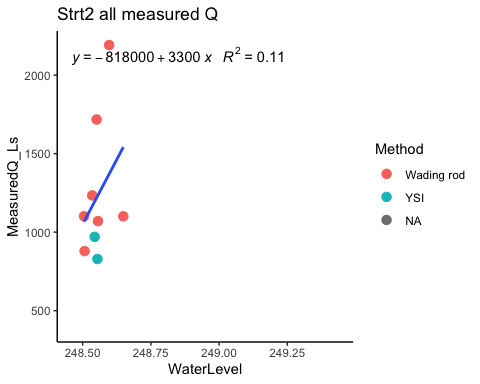 Strt2 all measured Q
y = −818000 + 3300 x R² = 0.11
MeasuredQ_Ls
2000
1500
1000
500
248.50 248.75 249.00 249.25
WaterLevel
Method
Wading rod
YSI
NA